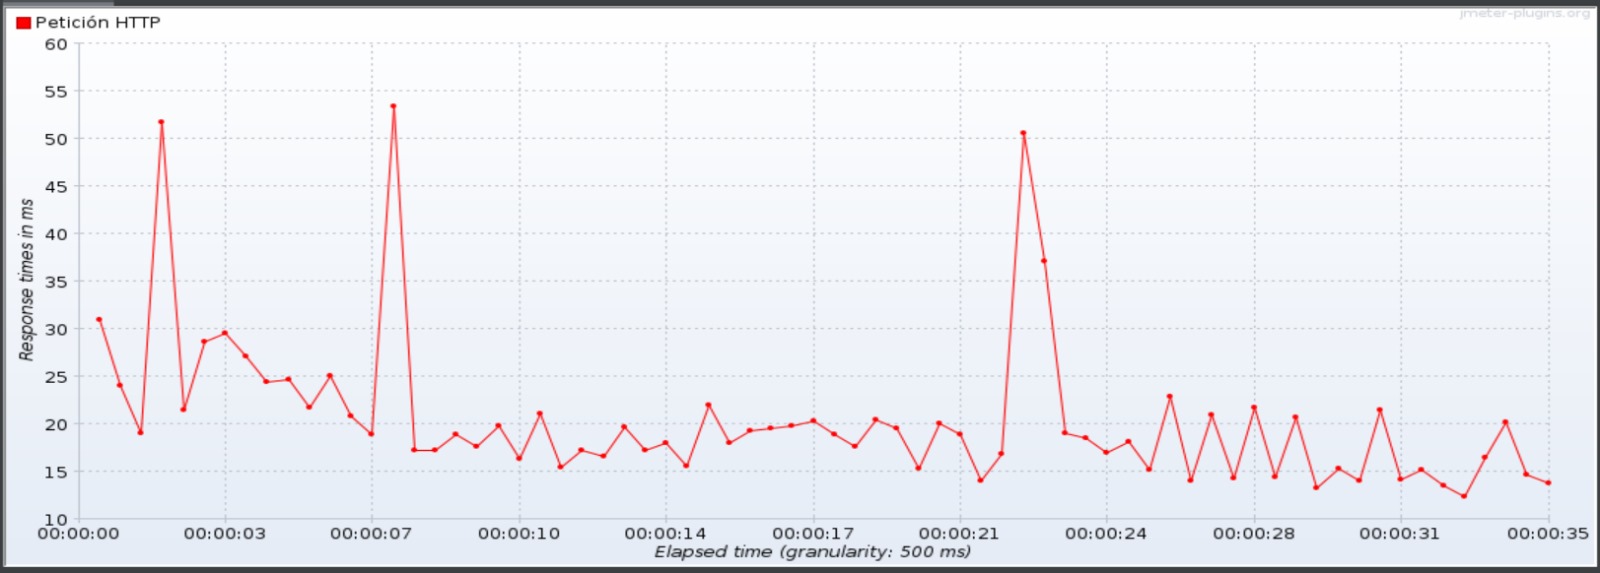 jmeter-plugins.org
Petición HTTP
60
55
50
45
40
35
30
25
20
15
10
Response times in ms
00:00:00 00:00:03 00:00:07 00:00:10 00:00:14 00:00:17 00:00:21 00:00:24 00:00:28 00:00:31 00:00:35
Elapsed time (granularity: 500 ms)